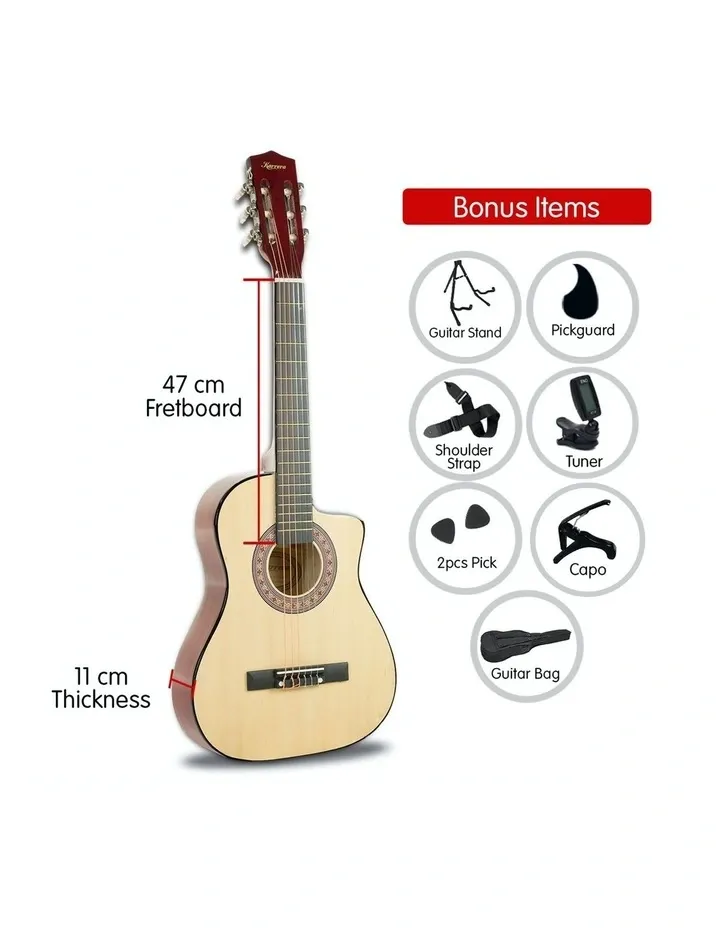 Karrera
Bonus Items
Guitar Stand
Pickguard
47 cm
Fretboard
Shoulder
Strap
Tuner
2pcs Pick
Capo
Guitar Bag
11 cm
Thickness